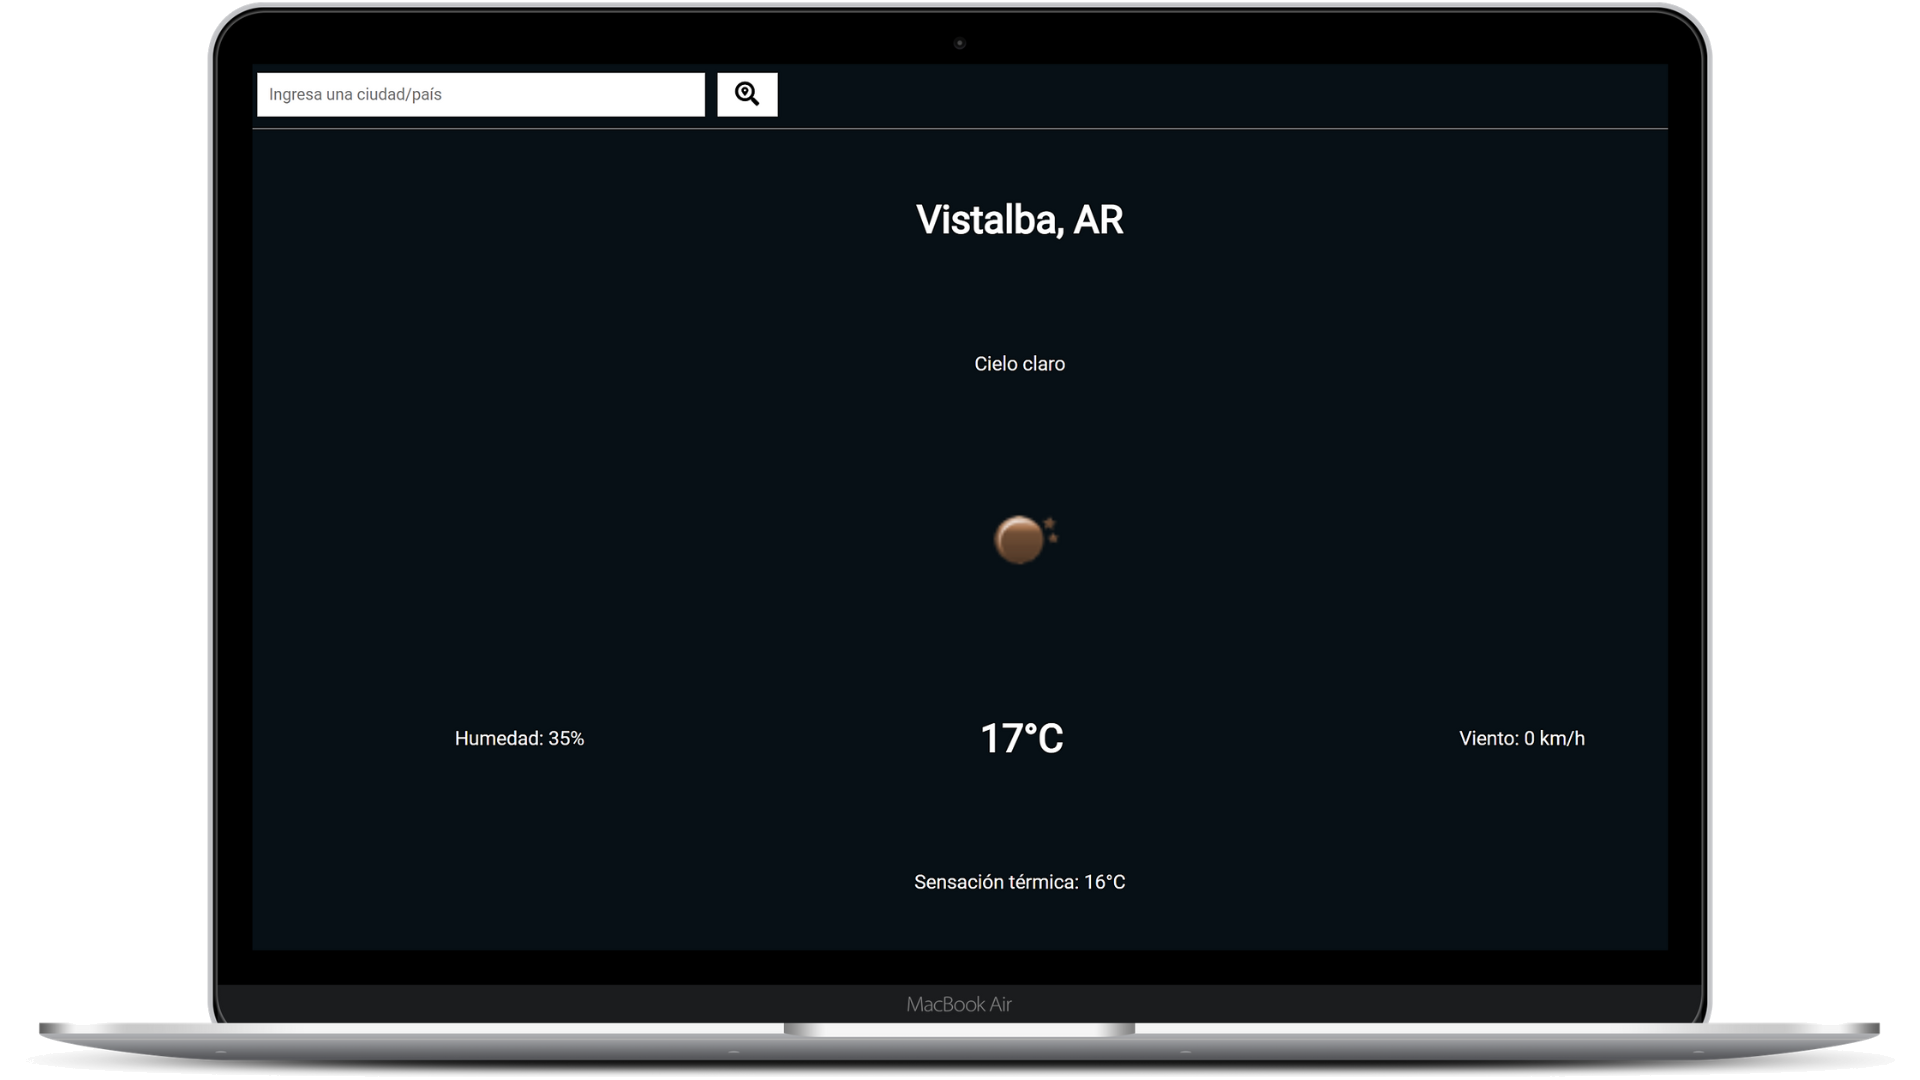 Ingresa una ciudad/país
Vistalba, AR
Cielo claro
Humedad: 35%
17°C
Viento: 0 km/h
Sensación térmica: 16°C
MacBook Air